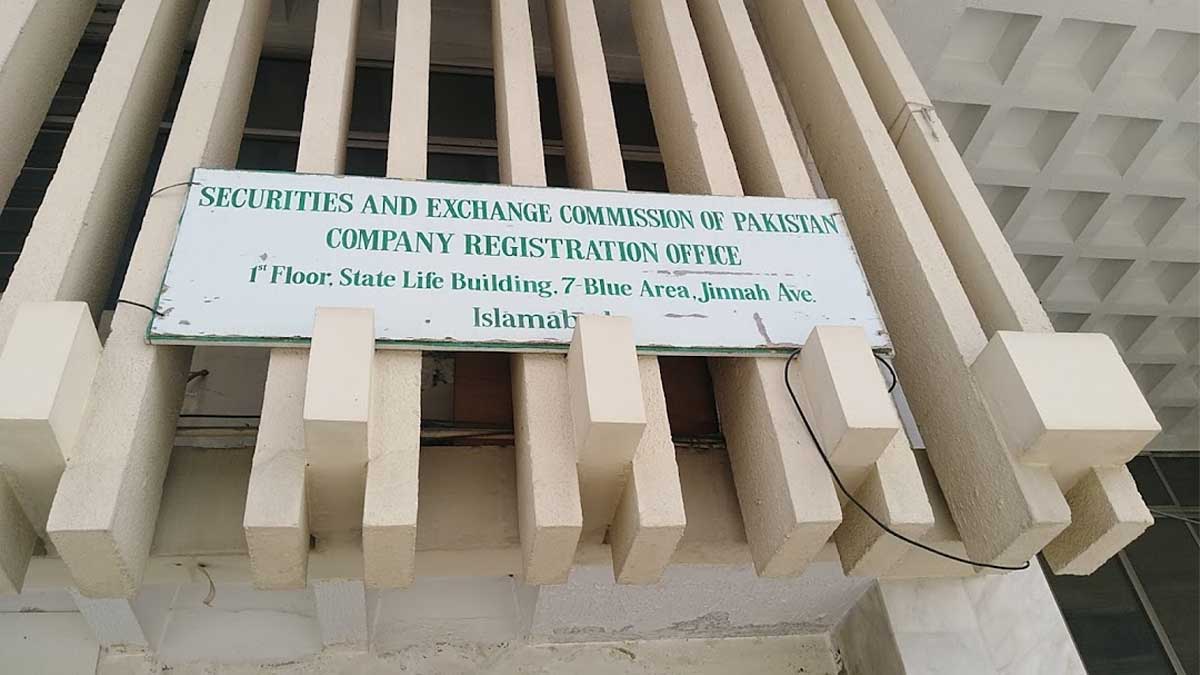 SECURITIES AND EXCHANGE COMMISSION OF PAKISTAN
COMPANY REGISTRATION OFFICE
1st Floor, State Life Building, 7-Blue Area, Jinnah Ave.
Islamabad